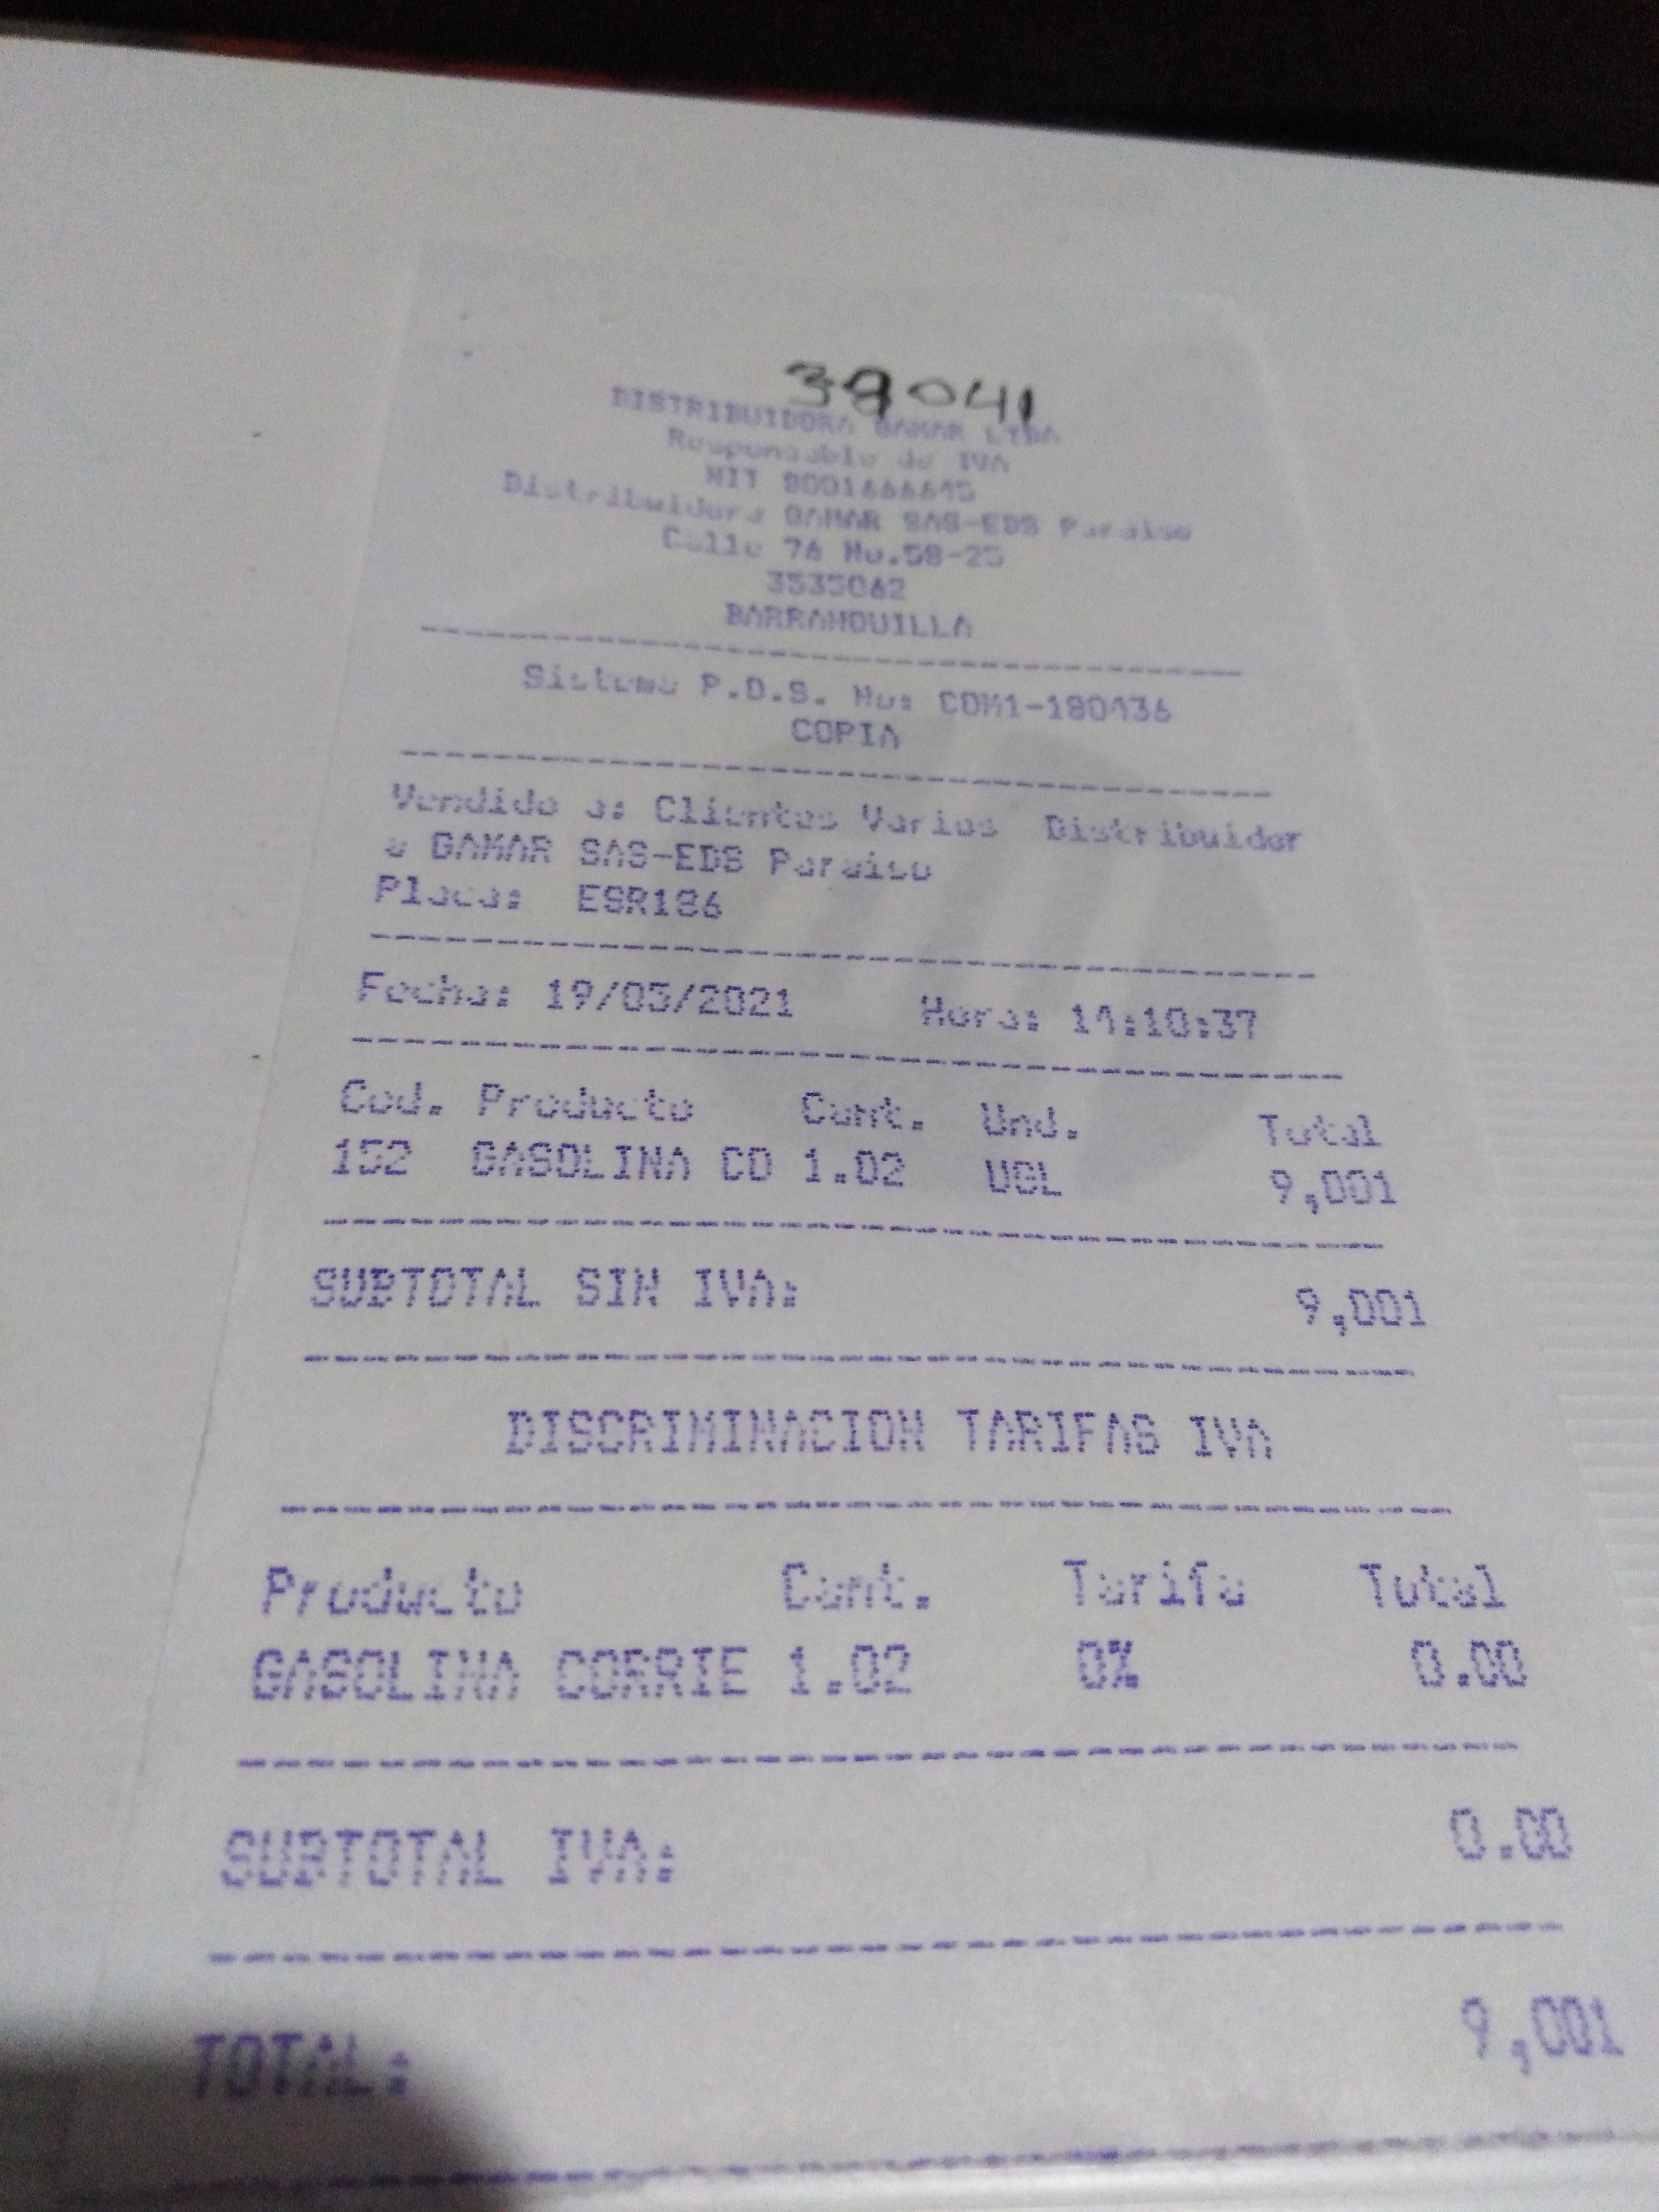 38041
DISTRIBUIDORA GAMAR LTDA
Responsable de IVA
NIT 8001666645
Distribuidora GAMAR SAS-EDS Paraiso
Calle 76 No.58-25
3535062
BARRANQUILLA
Sistema P.O.S. No: COM1-180436
COPIA
Vendido a: Clientes Varios Distribuidor
a GAMAR SAS-EDS Paraiso
Placa: ESR186
Fecha: 19/05/2021 Hora: 14:10:37
Cod. Producto Cant. Und. Total
152 GASOLINA CO 1.02 UGL 9,001
SUBTOTAL SIN IVA: 9,001
DISCRIMINACION TARIFAS IVA
Producto Cant. Tarifa Total
GASOLINA CORRIE 1.02 0% 0.00
SUBTOTAL IVA: 0.00
TOTAL: 9,001